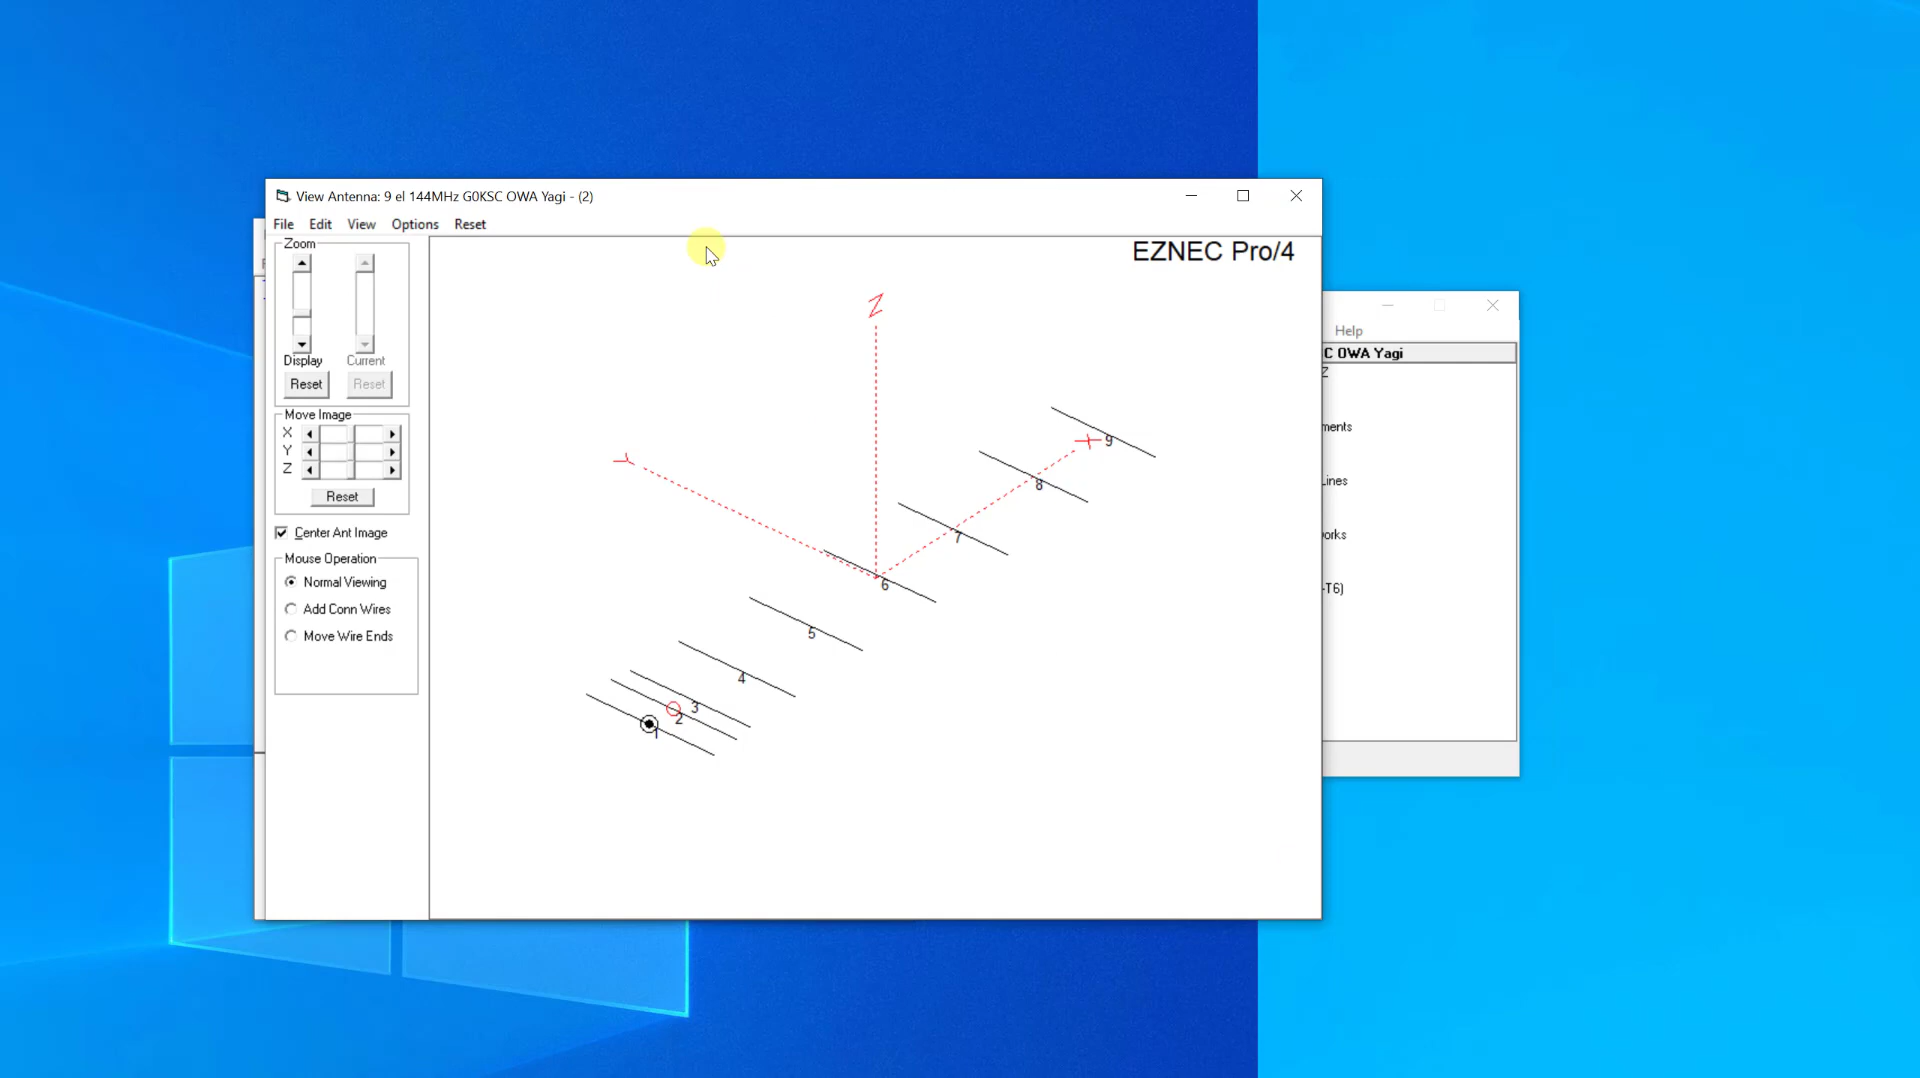 View Antenna: 9 el 144MHz G0KSC OWA Yagi - (2)
File Edit View Options Reset
Zoom
Display Current
Reset Reset
Move Image
X
Y
Z
Reset
Center Ant Image
Mouse Operation
Normal Viewing
Add Conn Wires
Move Wire Ends
EZNEC Pro/4
Z
Y
X
9
8
7
6
5
4
3
2
1
Help
C OWA Yagi
Z
ments
Lines
orks
-T6)